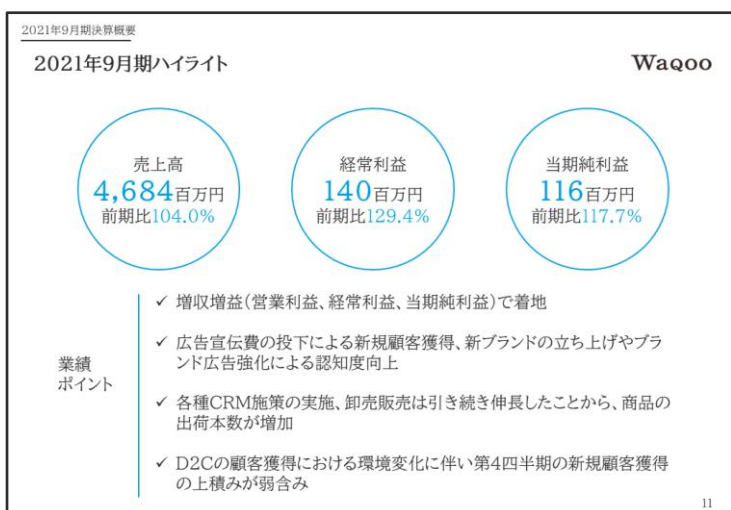 2021年9月期決算概要
2021年9月期ハイライト
Waqoo
売上高
4,684百万円
前期比104.0%
経常利益
140百万円
前期比129.4%
当期純利益
116百万円
前期比117.7%
業績
ポイント
✓ 増収増益(営業利益、経常利益、当期純利益)で着地
✓ 広告宣伝費の投下による新規顧客獲得、新ブランドの立ち上げやブラ
ンド広告強化による認知度向上
✓ 各種CRM施策の実施、卸売販売は引き続き伸長したことから、商品の
出荷本数が増加
✓ D2Cの顧客獲得における環境変化に伴い第4四半期の新規顧客獲得
の上積みが弱含み
11